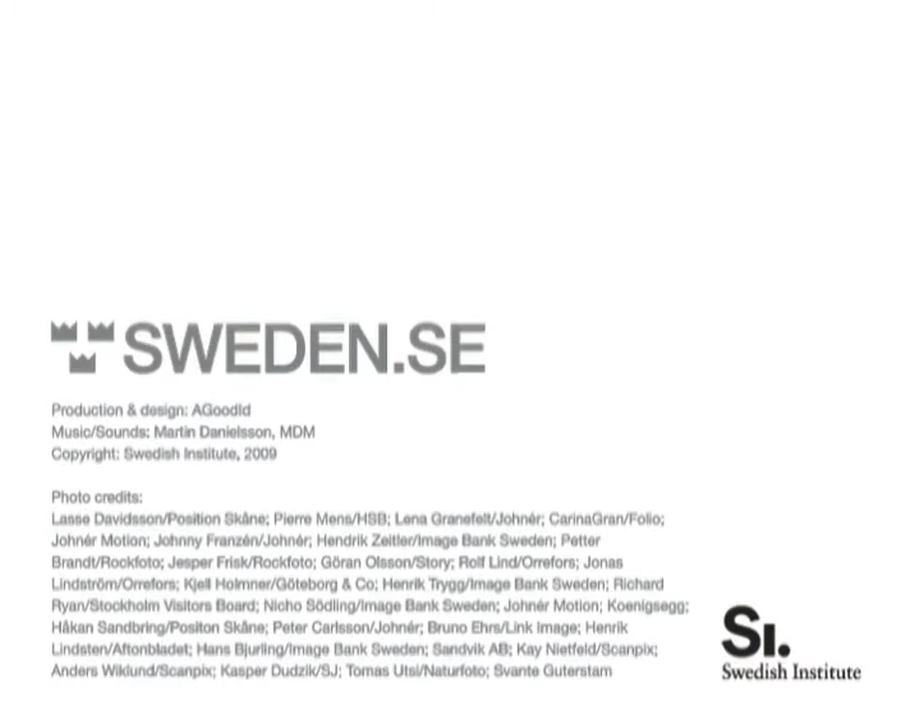 SWEDEN.SE
Production & design: AGoodId
Music/Sounds: Martin Danielsson, MDM
Copyright: Swedish Institute, 2009
Photo credits:
Lasse Davidsson/Position Skåne; Pierre Mens/HSB; Lena Granefelt/Johnér; CarinaGran/Folio;
Johnér Motion; Johnny Franzén/Johnér; Hendrik Zeitler/Image Bank Sweden; Petter
Brandt/Rockfoto; Jesper Frisk/Rockfoto; Göran Olsson/Story; Rolf Lind/Orrefors; Jonas
Lindström/Orrefors; Kjell Holmner/Göteborg & Co; Henrik Trygg/Image Bank Sweden; Richard
Ryan/Stockholm Visitors Board; Nicho Södling/Image Bank Sweden; Johnér Motion; Koenigsegg;
Håkan Sandbring/Positon Skåne; Peter Carlsson/Johnér; Bruno Ehrs/Link Image; Henrik
Lindsten/Aftonbladet; Hans Bjurling/Image Bank Sweden; Sandvik AB; Kay Nietfeld/Scanpix;
Anders Wiklund/Scanpix; Kasper Dudzik/SJ; Tomas Utsi/Naturfoto; Svante Guterstam
SI.
Swedish Institute